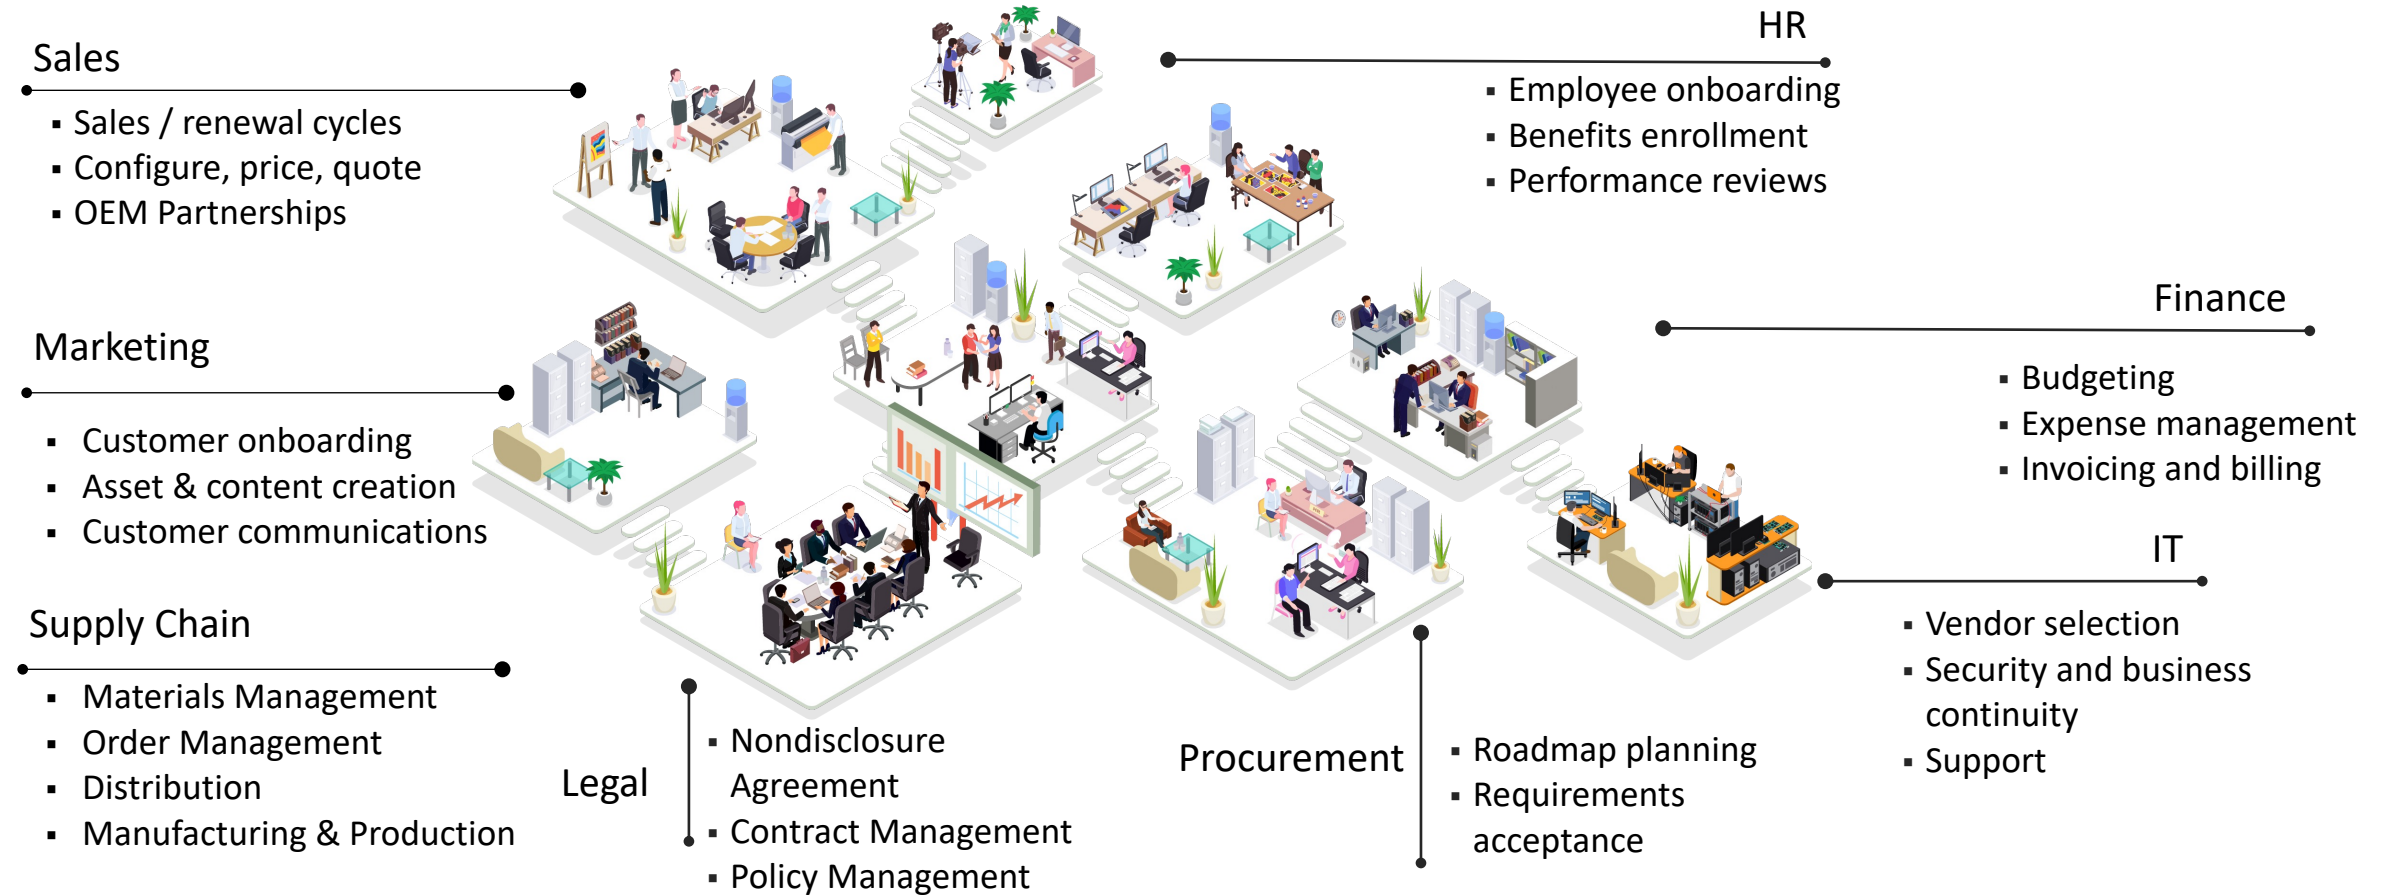 Sales
▪ Sales / renewal cycles
▪ Configure, price, quote
▪ OEM Partnerships
HR
▪ Employee onboarding
▪ Benefits enrollment
▪ Performance reviews
Marketing
▪ Customer onboarding
▪ Asset & content creation
▪ Customer communications
Finance
▪ Budgeting
▪ Expense management
▪ Invoicing and billing
Supply Chain
▪ Materials Management
▪ Order Management
▪ Distribution
▪ Manufacturing & Production
Legal
▪ Nondisclosure
Agreement
▪ Contract Management
▪ Policy Management
Procurement
▪ Roadmap planning
▪ Requirements
acceptance
IT
▪ Vendor selection
▪ Security and business
continuity
▪ Support